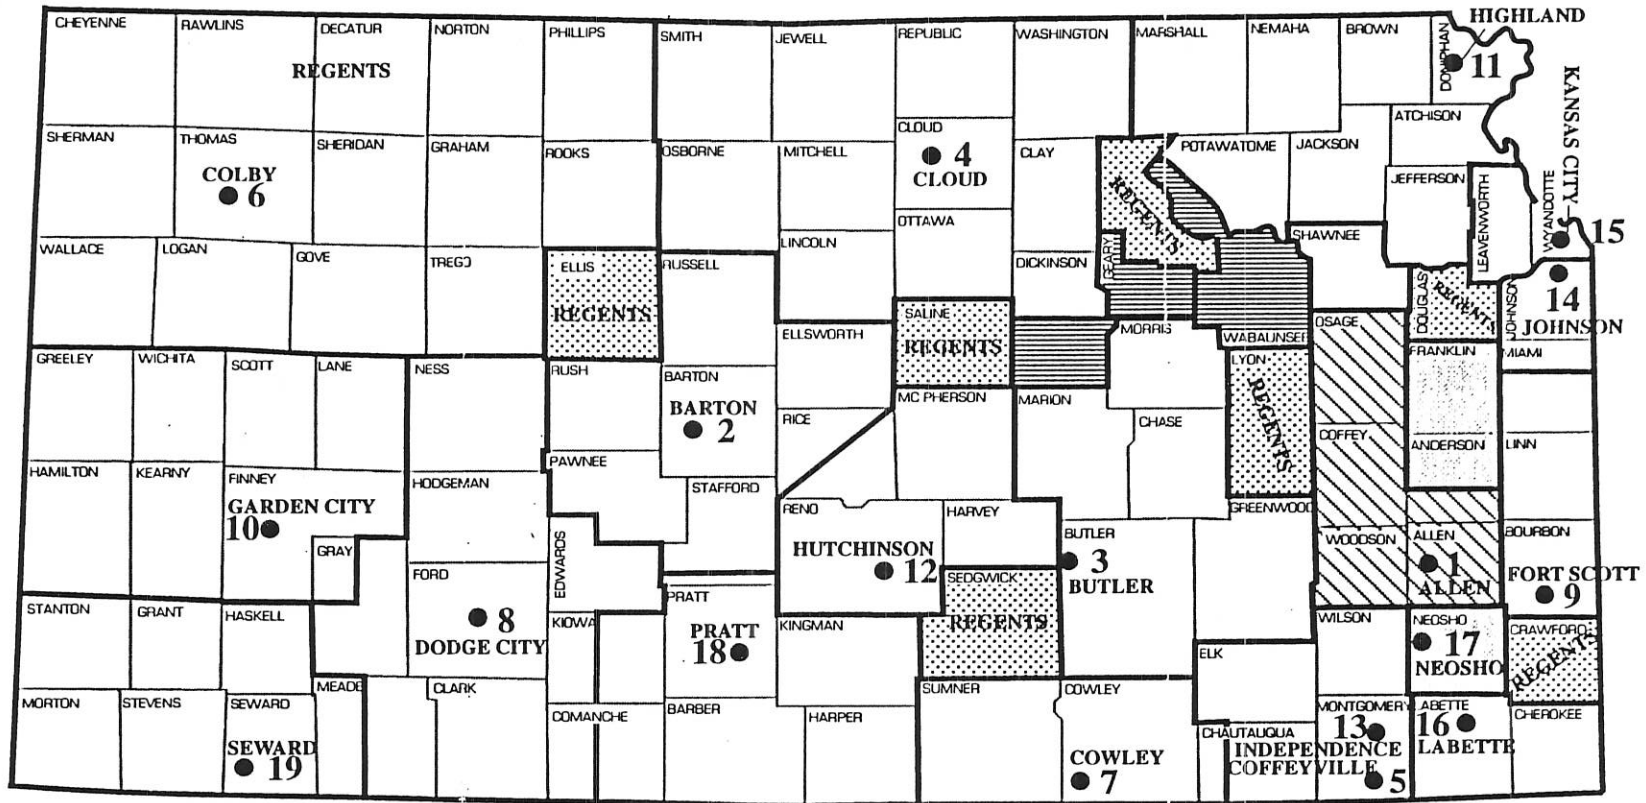 HIGHLAND
CHEYENNE
RAWLINS
DECATUR
NORTON
PHILLIPS
SMITH
JEWELL
REPUBLIC
WASHINGTON
MARSHALL
NEMAHA
BROWN
DONIPHAN
11
REGENTS
KANSAS CITY
SHERMAN
THOMAS
SHERIDAN
GRAHAM
ROOKS
OSBORNE
MITCHELL
CLOUD
CLAY
POTAWATOME
JACKSON
ATCHISON
COLBY
6
4
CLOUD
REGENTS
JEFFERSON
LEAVENWORTH
WYANDOTTE
15
WALLACE
LOGAN
GOVE
TREGO
ELLIS
REGENTS
RUSSELL
LINCOLN
OTTAWA
DICKINSON
GEARY
SHAWNEE
DOUGLAS
REGENTS
JOHNSON
14
JOHNSON
ELLSWORTH
SALINE
REGENTS
MORRIS
WABAUNSEE
OSAGE
FRANKLIN
MIAMI
GREELEY
WICHITA
SCOTT
LANE
NESS
RUSH
BARTON
BARTON
2
RICE
MC PHERSON
MARION
CHASE
LYON
REGENTS
COFFEY
ANDERSON
LINN
HAMILTON
KEARNY
FINNEY
GARDEN CITY
10
HODGEMAN
PAWNEE
STAFFORD
RENO
HARVEY
HUTCHINSON
12
BUTLER
3
BUTLER
GREENWOOD
WOODSON
ALLEN
1
ALLEN
BOURBON
FORT SCOTT
9
GRAY
FORD
8
DODGE CITY
EDWARDS
KIOWA
PRATT
PRATT
18
KINGMAN
SEDGWICK
REGENTS
ELK
WILSON
NEOSHO
17
NEOSHO
CRAWFORD
REGENTS
STANTON
GRANT
HASKELL
MORTON
STEVENS
SEWARD
SEWARD
19
MEADE
CLARK
COMANCHE
BARBER
HARPER
SUMNER
COWLEY
COWLEY
7
CHAUTAUQUA
MONTGOMERY
13
INDEPENDENCE
COFFEYVILLE
5
LABETTE
16
LABETTE
CHEROKEE